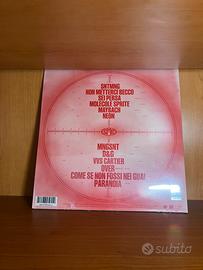 SNTMNG
NON METTERCI BECCO
SEI PERSA
MOLECOLE SPRITE
MAYBACH
NEON
MNGSNT
D&G
VVS CARTIER
OVER
COME SE NON FOSSI NEI GUAI
PARANOIA
subito